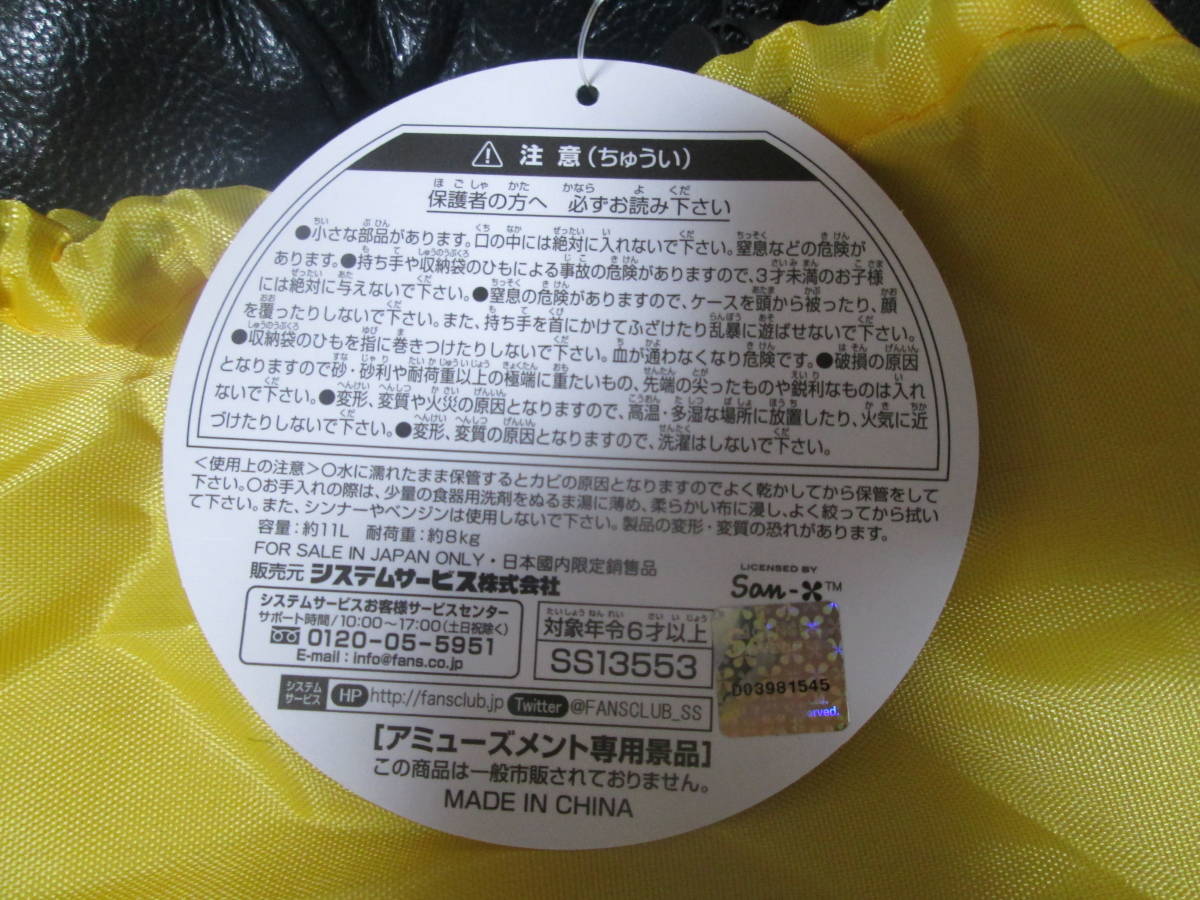 注意(ちゅうい)
保護者の方へ 必ずお読み下さい
●小さな部品があります。口の中には絶対に入れないで下さい。窒息などの危険が
あります。●持ち手や収納袋のひもによる事故の危険がありますので、3才未満のお子様
には絶対に与えないで下さい。●窒息の危険がありますので、ケースを頭から被ったり、顔
を覆ったりしないで下さい。また、持ち手を首にかけてふざけたり乱暴に遊ばせないで下さい。
●収納袋のひもを指に巻きつけたりしないで下さい。血が通わなくなり危険です。●破損の原因
となりますので砂・砂利や耐荷重以上の極端に重たいもの、先端の尖ったものや鋭利なものは入れ
ないで下さい。●変形、変質や火災の原因となりますので、高温・多湿な場所に放置したり、火気に近
づけたりしないで下さい。●変形、変質の原因となりますので、洗濯はしないで下さい。
<使用上の注意>○水に濡れたまま保管するとカビの原因となりますのでよく乾かしてから保管をして
下さい。○お手入れの際は、少量の食器用洗剤をぬるま湯に薄め、柔らかい布に浸し、よく絞ってから拭い
て下さい。また、シンナーやベンジンは使用しないで下さい。製品の変形・変質の恐れがあります。
容量:約11L 耐荷重:約8kg
FOR SALE IN JAPAN ONLY・日本國内限定銷售品
販売元 システムサービス株式会社
システムサービスお客様サービスセンター
サポート時間/10:00〜17:00(土日祝除く)
0120-05-5951
E-mail:info@fans.co.jp
たいしょうねんれい さいいじょう
対象年令6才以上
SS13553
LICENSED BY
San-X™
D03981545
システムサービス HP http://fansclub.jp Twitter @FANSCLUB_SS
[アミューズメント専用景品]
この商品は一般市販されておりません。
MADE IN CHINA